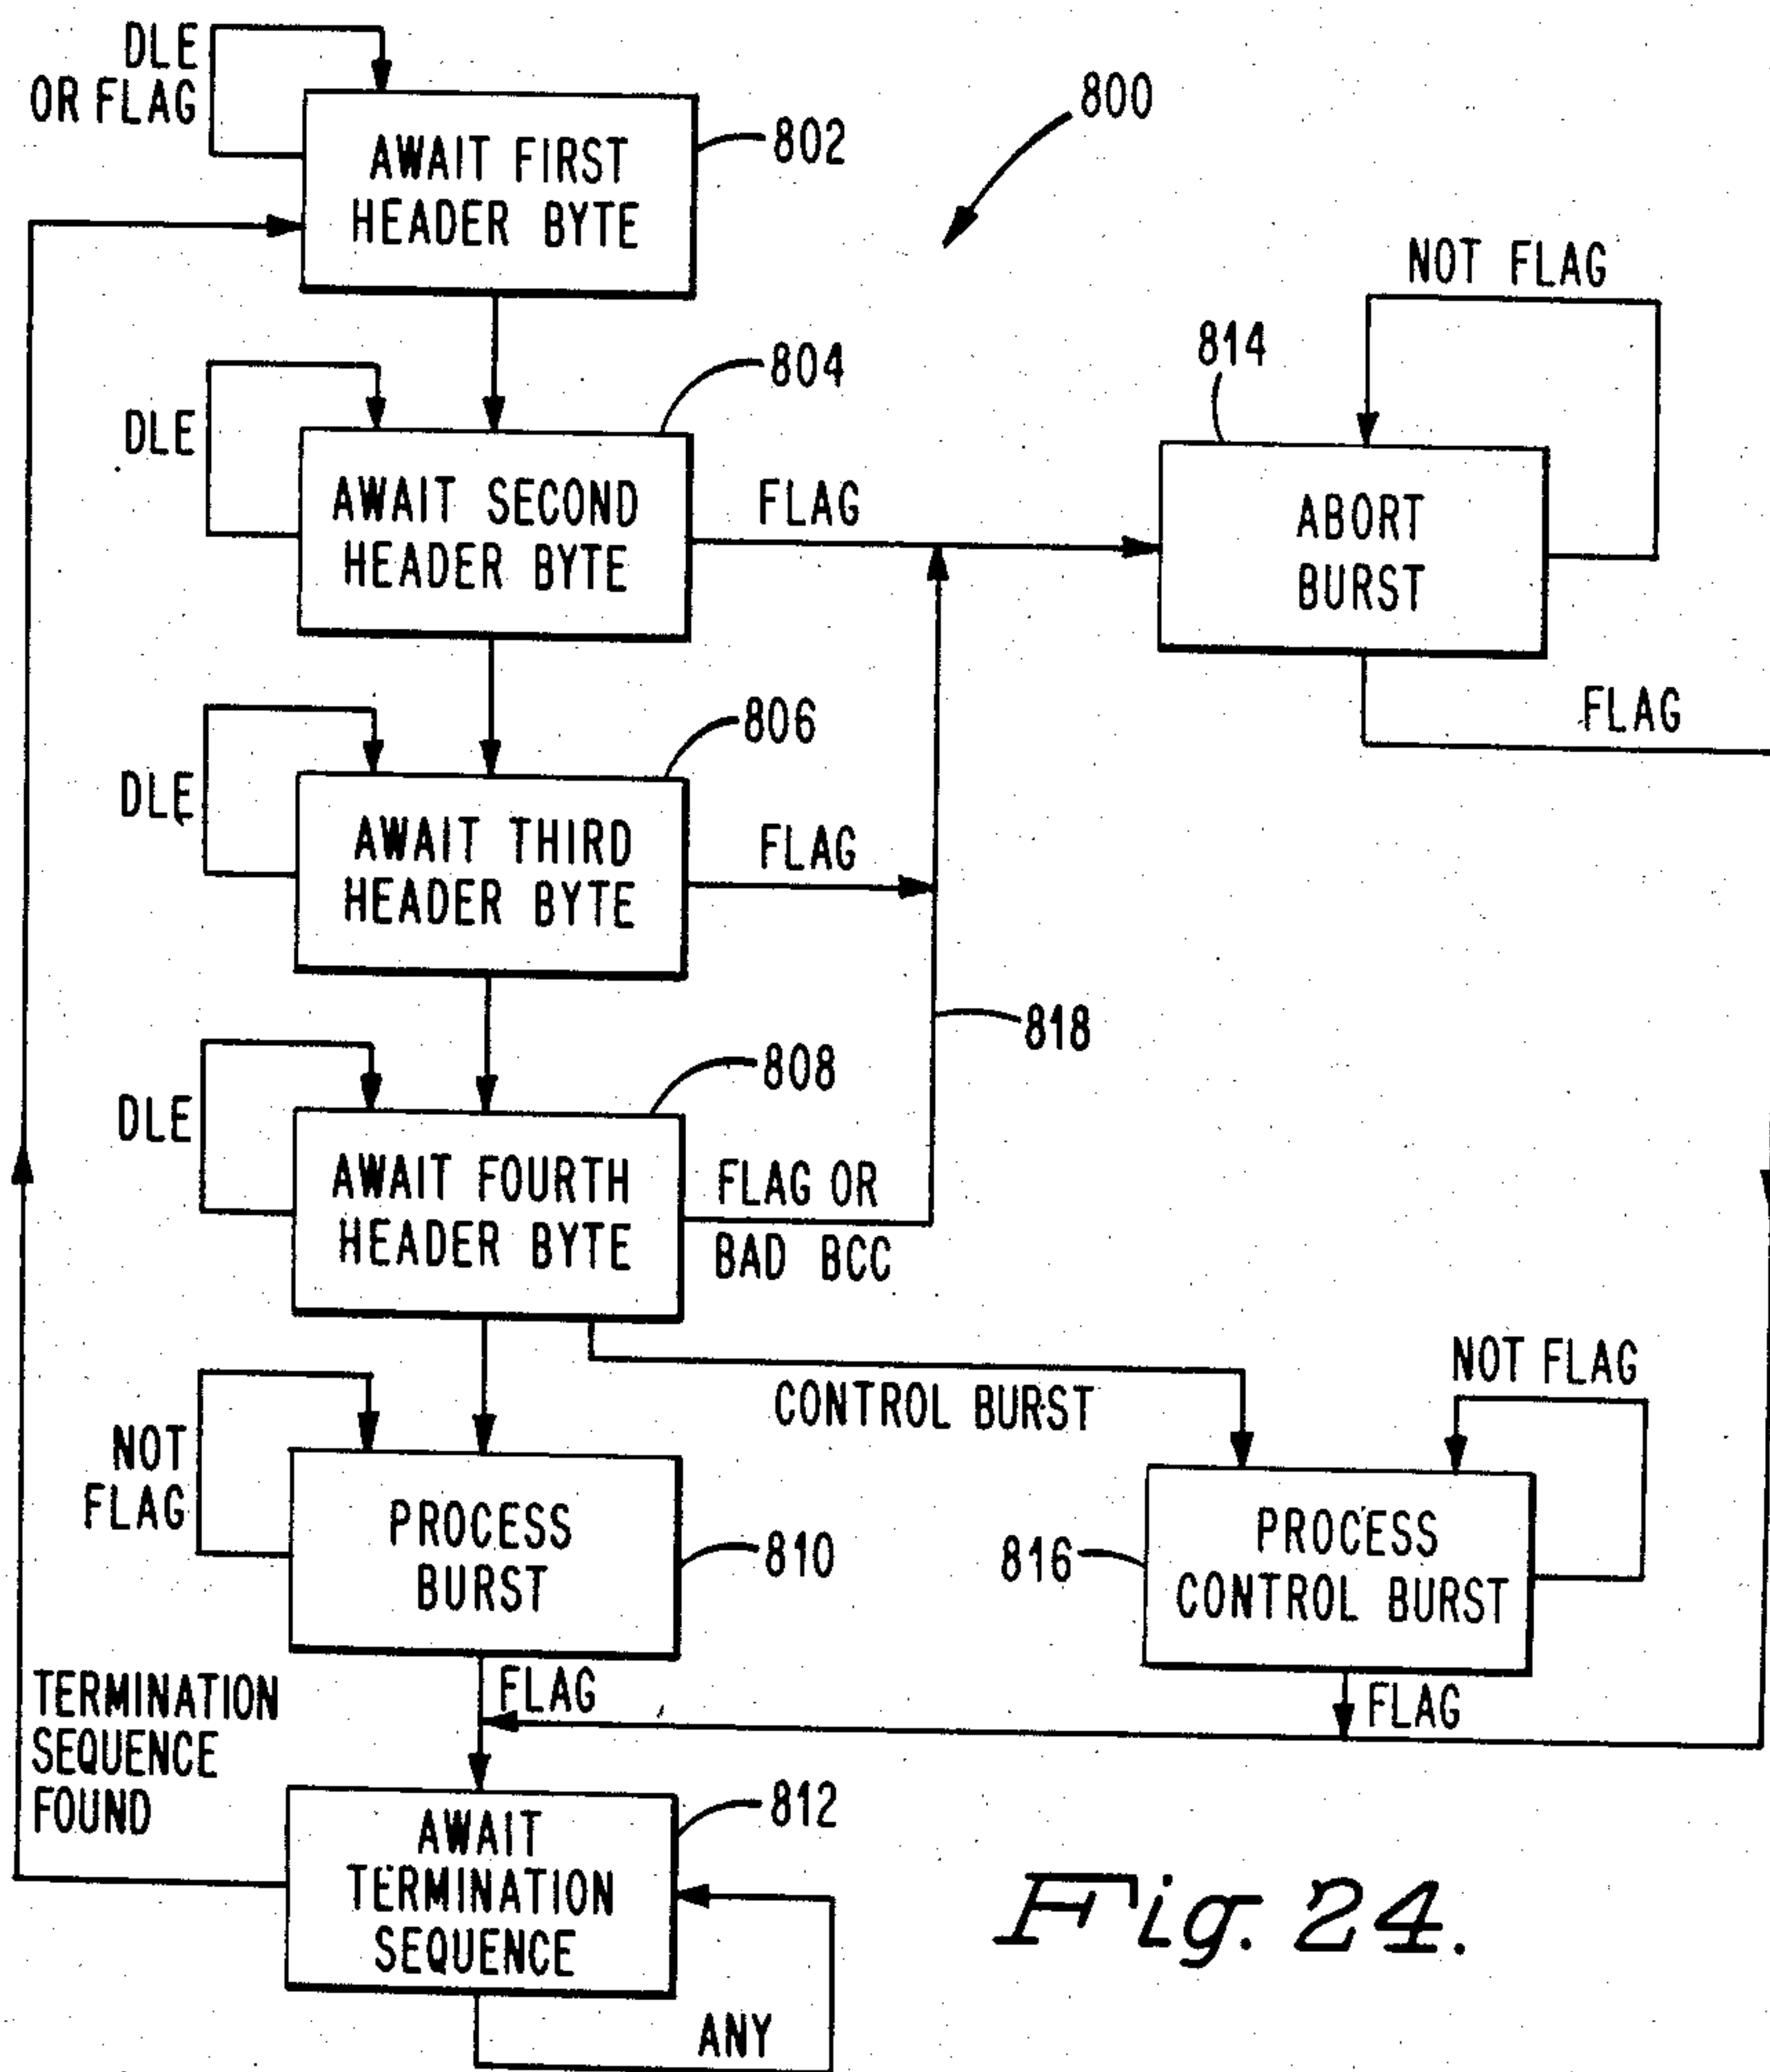 DLE
OR FLAG
AWAIT FIRST
HEADER BYTE
802
800
DLE
AWAIT SECOND
HEADER BYTE
804
FLAG
NOT FLAG
814
ABORT
BURST
FLAG
DLE
AWAIT THIRD
HEADER BYTE
806
FLAG
818
DLE
AWAIT FOURTH
HEADER BYTE
808
FLAG OR
BAD BCC
CONTROL BURST
NOT
FLAG
PROCESS
BURST
810
NOT FLAG
816
PROCESS
CONTROL BURST
FLAG
FLAG
TERMINATION
SEQUENCE
FOUND
AWAIT
TERMINATION
SEQUENCE
812
ANY
Fig. 24.